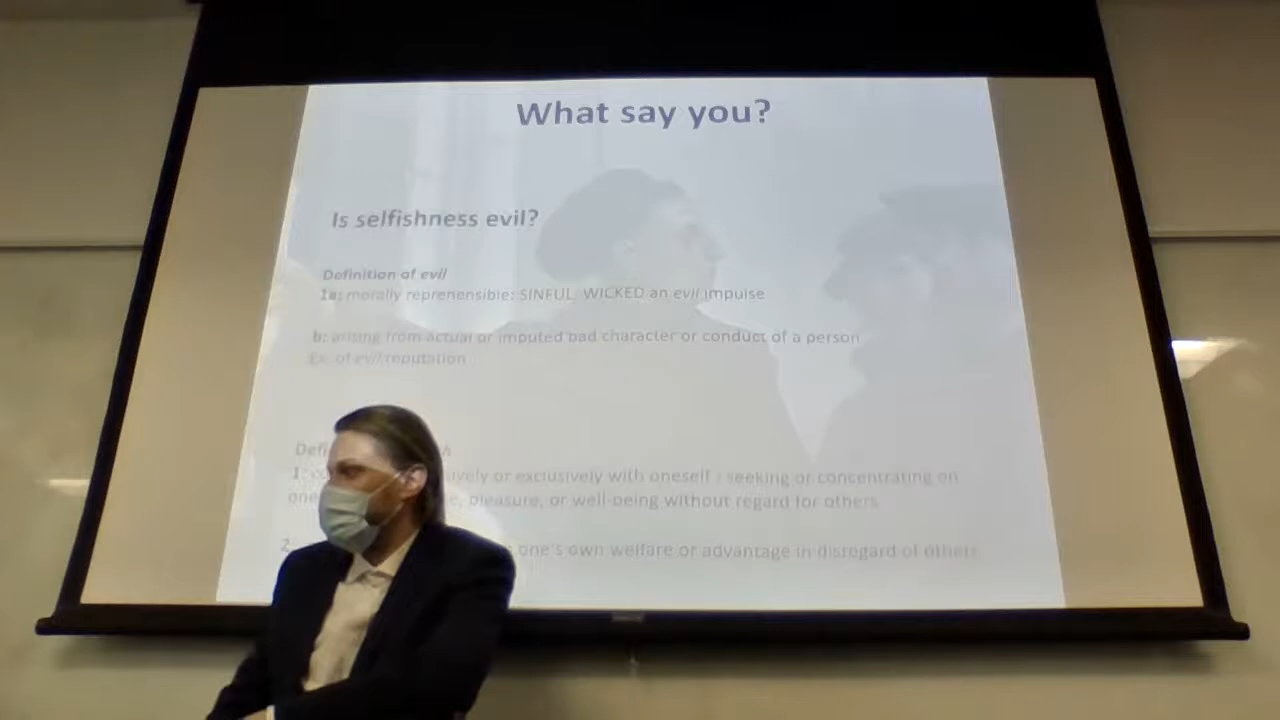 What say you?
Is selfishness evil?
Definition of evil
1a: morally reprehensible: SINFUL, WICKED an evil impulse
b: arising from actual or imputed bad character or conduct of a person
Ex. of evil reputation
Defi
1: ively or exclusively with oneself : seeking or concentrating on
one , pleasure, or well-being without regard for others
2 one's own welfare or advantage in disregard of others